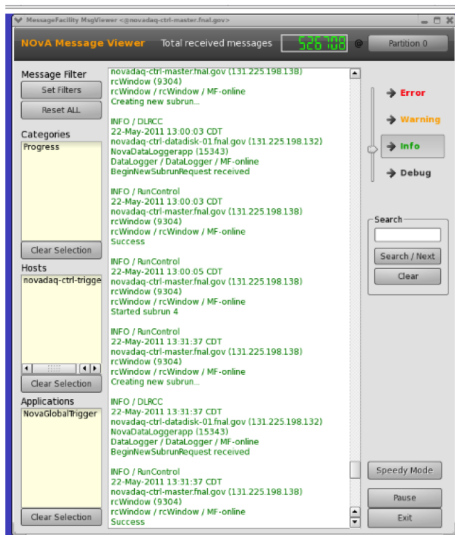 MessageFacility MsgViewer <@novadaq-ctrl-master.fnal.gov>
NOvA Message Viewer
Total received messages
526708
@
Partition 0
Message Filter
Set Filters
Reset ALL
Categories
Progress
Clear Selection
Hosts
novadaq-ctrl-trigge
Clear Selection
Applications
NovaGlobalTrigger
Clear Selection
novadaq-ctrl-master.fnal.gov (131.225.198.138)
rcWindow (9304)
rcWindow / rcWindow / MF-online
Creating new subrun...
INFO / DLRCC
22-May-2011 13:00:03 CDT
novadaq-ctrl-datadisk-01.fnal.gov (131.225.198.132)
NovaDataLoggerapp (15343)
DataLogger / DataLogger / MF-online
BeginNewSubrunRequest received
INFO / RunControl
22-May-2011 13:00:03 CDT
novadaq-ctrl-master.fnal.gov (131.225.198.138)
rcWindow (9304)
rcWindow / rcWindow / MF-online
Success
INFO / RunControl
22-May-2011 13:00:05 CDT
novadaq-ctrl-master.fnal.gov (131.225.198.138)
rcWindow (9304)
rcWindow / rcWindow / MF-online
Started subrun 4
INFO / RunControl
22-May-2011 13:31:37 CDT
novadaq-ctrl-master.fnal.gov (131.225.198.138)
rcWindow (9304)
rcWindow / rcWindow / MF-online
Creating new subrun...
INFO / DLRCC
22-May-2011 13:31:37 CDT
novadaq-ctrl-datadisk-01.fnal.gov (131.225.198.132)
NovaDataLoggerapp (15343)
DataLogger / DataLogger / MF-online
BeginNewSubrunRequest received
INFO / RunControl
22-May-2011 13:31:37 CDT
novadaq-ctrl-master.fnal.gov (131.225.198.138)
rcWindow (9304)
rcWindow / rcWindow / MF-online
Success
Error
Warning
Info
Debug
Search
Search / Next
Clear
Speedy Mode
Pause
Exit